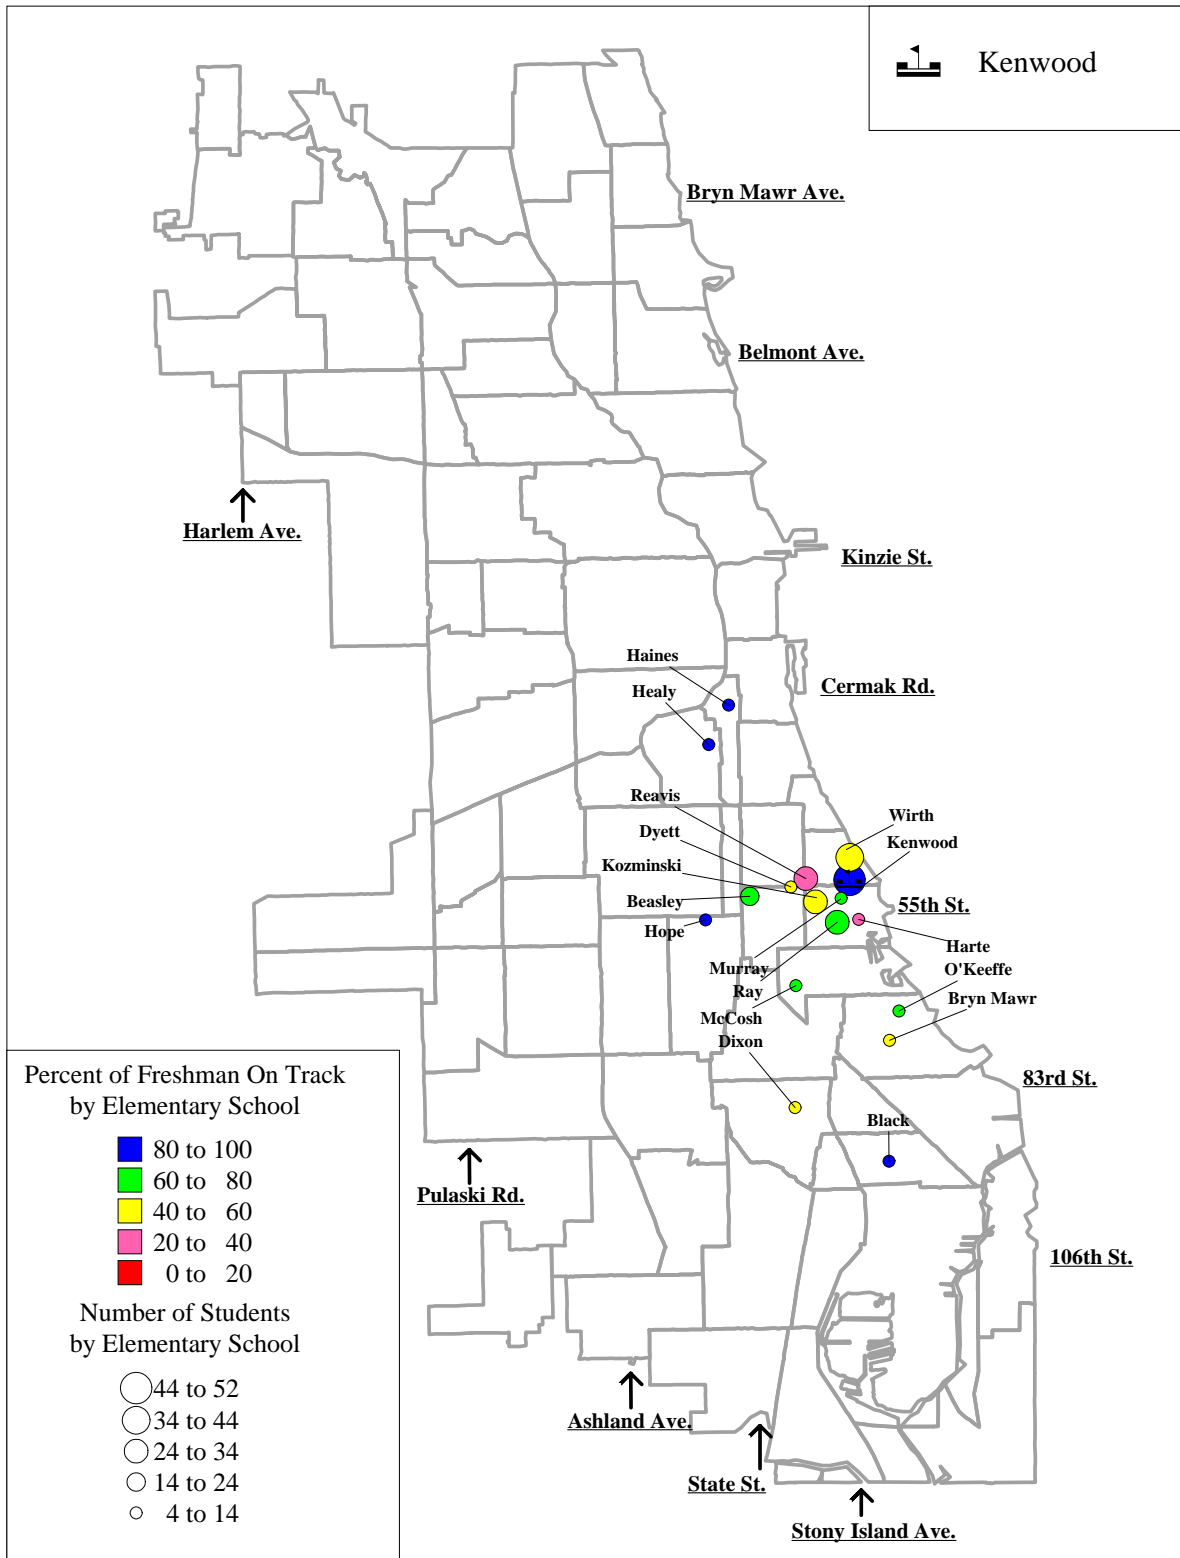 Kenwood
Bryn Mawr Ave.
Belmont Ave.
Harlem Ave.
Kinzie St.
Haines
Cermak Rd.
Healy
Reavis
Wirth
Dyett
Kenwood
Kozminski
Beasley
55th St.
Hope
Harte
Murray
O'Keeffe
Ray
Bryn Mawr
McCosh
Dixon
83rd St.
Black
Pulaski Rd.
106th St.
Ashland Ave.
State St.
Stony Island Ave.
Percent of Freshman On Track
by Elementary School
80 to 100
60 to 80
40 to 60
20 to 40
0 to 20
Number of Students
by Elementary School
44 to 52
34 to 44
24 to 34
14 to 24
4 to 14